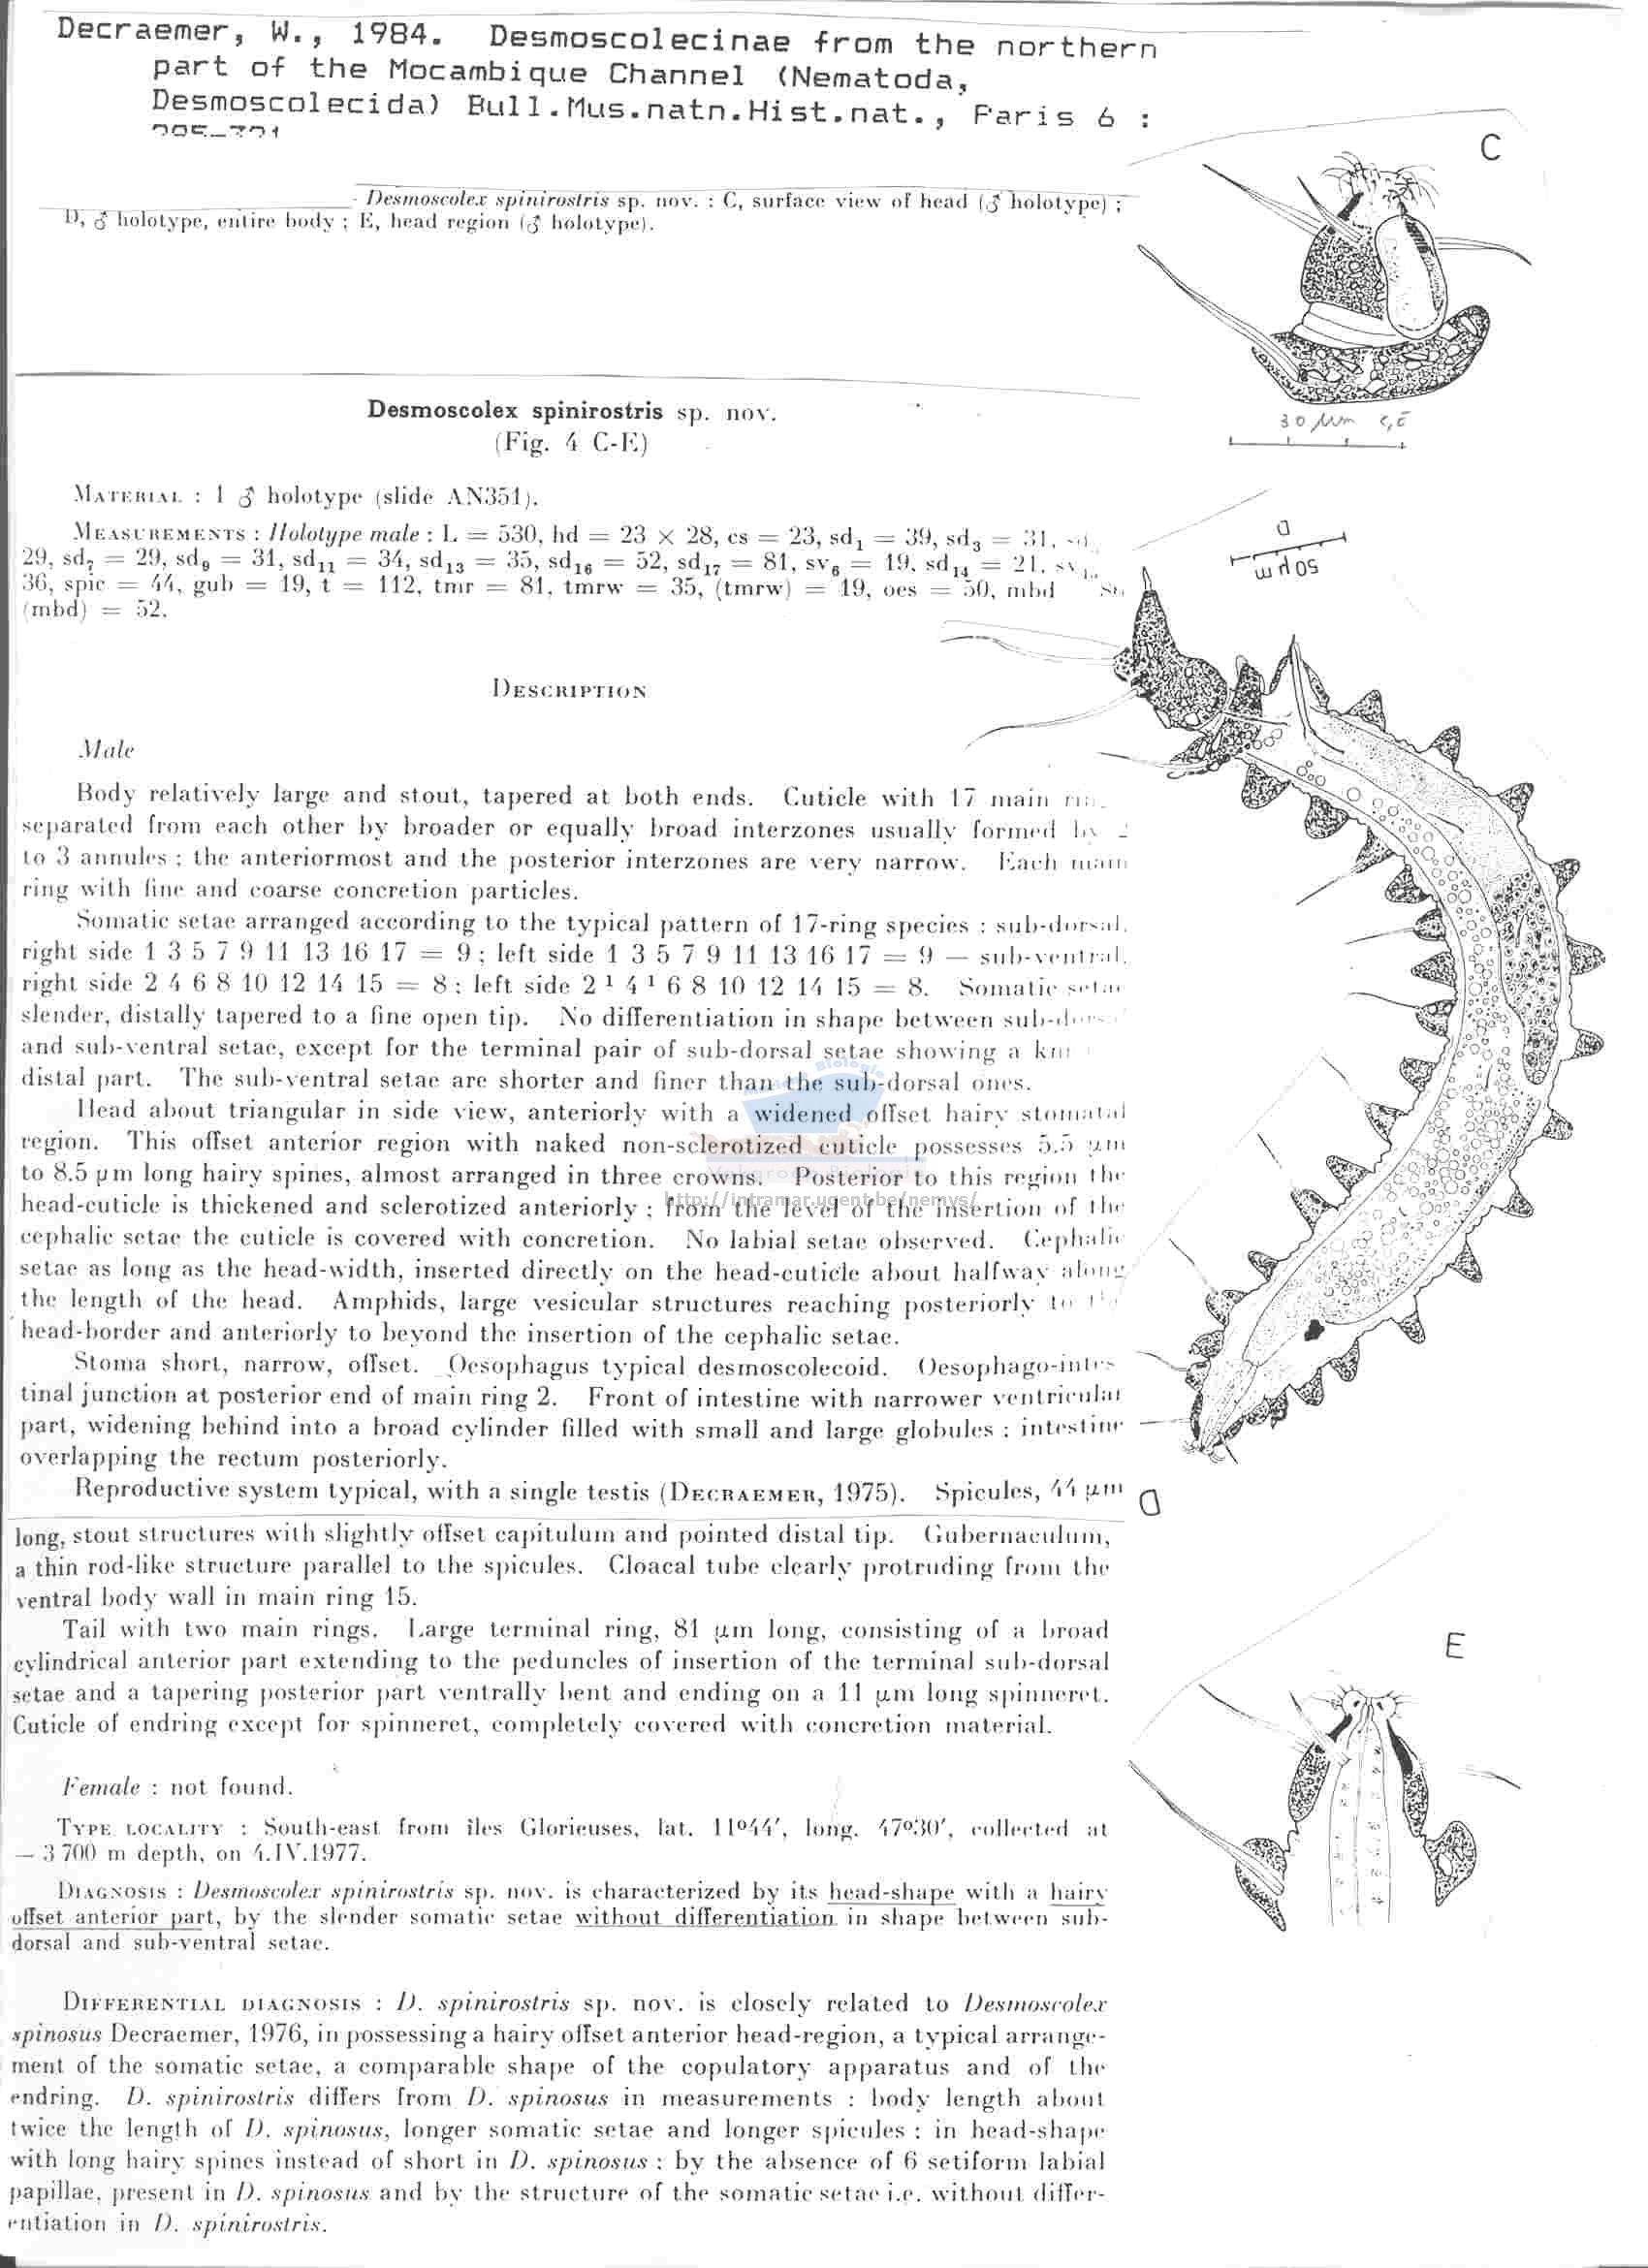 Decraemer, W., 1984. Desmoscolecinae from the northern
part of the Mocambique Channel (Nematoda,
Desmoscolecida) Bull.Mus.natn.Hist.nat., Paris 6 :
C
Desmoscolex spinirostris sp. nov. : C, surface view of head (♂ holotype) ;
D, ♂ holotype, entire body ; E, head region (♂ holotype).
30 µm C,E
Desmoscolex spinirostris sp. nov.
(Fig. 4 C-E)
MATERIAL : 1 ♂ holotype (slide AN351).
MEASUREMENTS : Holotype male : L = 530, hd = 23 × 28, cs = 23, sd1 = 39, sd3 = 31,
29, sd7 = 29, sd9 = 31, sd11 = 34, sd13 = 35, sd16 = 52, sd17 = 81, sv6 = 19, sd14 = 21,
36, spic = 44, gub = 19, t = 112, tmr = 81, tmrw = 35, (tmrw) = 19, oes = 50, mbd
(mbd) = 52.
D
50 µm
DESCRIPTION
Male
Body relatively large and stout, tapered at both ends. Cuticle with 17 main
separated from each other by broader or equally broad interzones usually formed by 2
to 3 annules ; the anteriormost and the posterior interzones are very narrow. Each main
ring with fine and coarse concretion particles.
Somatic setae arranged according to the typical pattern of 17-ring species : sub-dorsal,
right side 1 3 5 7 9 11 13 16 17 = 9 ; left side 1 3 5 7 9 11 13 16 17 = 9 — sub-ventral,
right side 2 4 6 8 10 12 14 15 = 8 : left side 2 ¹ 4 ¹ 6 8 10 12 14 15 = 8. Somatic setae
slender, distally tapered to a fine open tip. No differentiation in shape between sub-dorsal
and sub-ventral setae, except for the terminal pair of sub-dorsal setae showing a
distal part. The sub-ventral setae are shorter and finer than the sub-dorsal ones.
Head about triangular in side view, anteriorly with a widened offset hairy stomatal
region. This offset anterior region with naked non-sclerotized cuticle possesses 5.5 µm
to 8.5 µm long hairy spines, almost arranged in three crowns. Posterior to this region the
head-cuticle is thickened and sclerotized anteriorly ; from the level of the insertion of the
http://intramar.ugent.be/nemys/
cephalic setae the cuticle is covered with concretion. No labial setae observed. Cephalic
setae as long as the head-width, inserted directly on the head-cuticle about halfway along
the length of the head. Amphids, large vesicular structures reaching posteriorly to the
head-border and anteriorly to beyond the insertion of the cephalic setae.
Stoma short, narrow, offset. Oesophagus typical desmoscolecoid. Oesophago-intes-
tinal junction at posterior end of main ring 2. Front of intestine with narrower ventricular
part, widening behind into a broad cylinder filled with small and large globules : intestine
overlapping the rectum posteriorly.
Reproductive system typical, with a single testis (DECRAEMER, 1975). Spicules, 44 µm
D
long, stout structures with slightly offset capitulum and pointed distal tip. Gubernaculum,
a thin rod-like structure parallel to the spicules. Cloacal tube clearly protruding from the
ventral body wall in main ring 15.
Tail with two main rings. Large terminal ring, 81 µm long, consisting of a broad
cylindrical anterior part extending to the peduncles of insertion of the terminal sub-dorsal
setae and a tapering posterior part ventrally bent and ending on a 11 µm long spinneret.
Cuticle of endring except for spinneret, completely covered with concretion material.
E
Female : not found.
TYPE LOCALITY : South-east from îles Glorieuses, lat. 11°44', long. 47°30', collected at
— 3 700 m depth, on 4.IV.1977.
DIAGNOSIS : Desmoscolex spinirostris sp. nov. is characterized by its head-shape with a hairy
offset anterior part, by the slender somatic setae without differentiation in shape between sub-
dorsal and sub-ventral setae.
DIFFERENTIAL DIAGNOSIS : D. spinirostris sp. nov. is closely related to Desmoscolex
spinosus Decraemer, 1976, in possessing a hairy offset anterior head-region, a typical arrange-
ment of the somatic setae, a comparable shape of the copulatory apparatus and of the
endring. D. spinirostris differs from D. spinosus in measurements : body length about
twice the length of D. spinosus, longer somatic setae and longer spicules : in head-shape
with long hairy spines instead of short in D. spinosus ; by the absence of 6 setiform labial
papillae, present in D. spinosus and by the structure of the somatic setae i.e. without differ-
entiation in D. spinirostris.